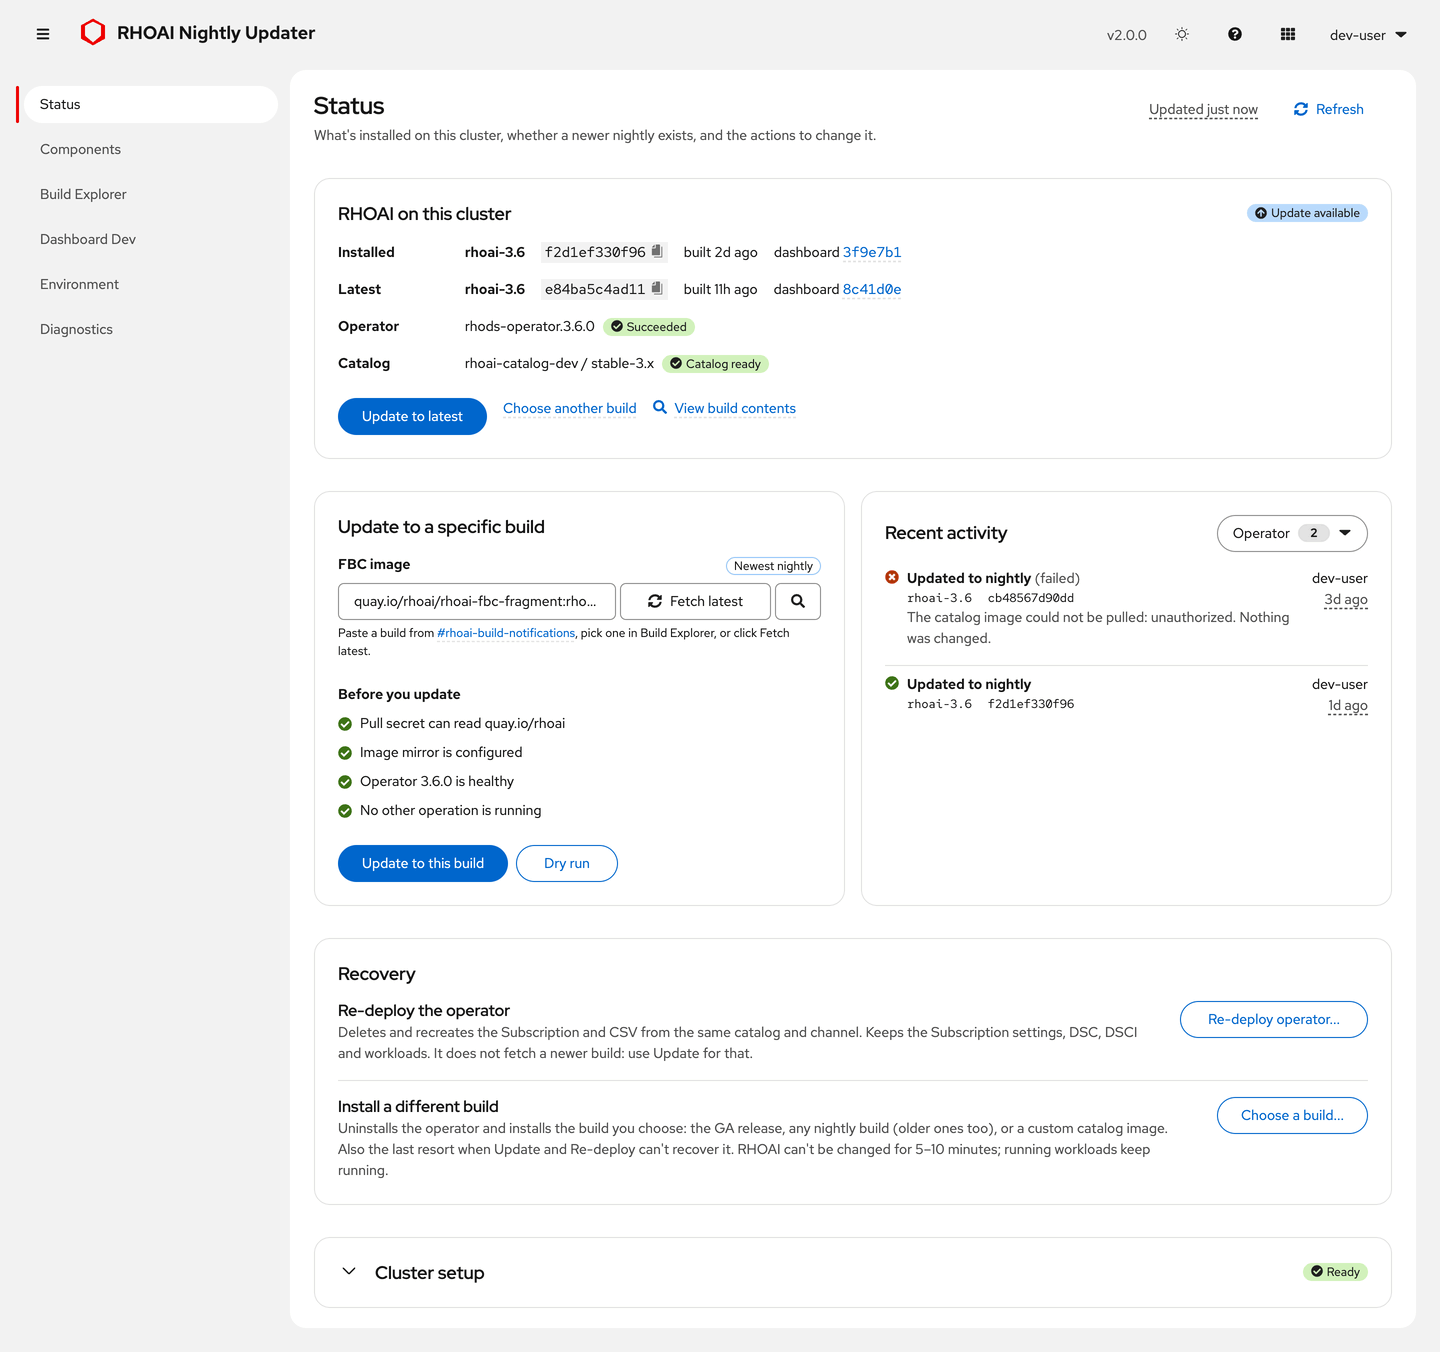 RHOAI Nightly Updater
v2.0.0
dev-user
Status
Components
Build Explorer
Dashboard Dev
Environment
Diagnostics
Status
Updated just now
Refresh
What's installed on this cluster, whether a newer nightly exists, and the actions to change it.
RHOAI on this cluster
Update available
Installed rhoai-3.6 f2d1ef330f96 built 2d ago dashboard 3f9e7b1
Latest rhoai-3.6 e84ba5c4ad11 built 11h ago dashboard 8c41d0e
Operator rhods-operator.3.6.0 Succeeded
Catalog rhoai-catalog-dev / stable-3.x Catalog ready
Update to latest Choose another build View build contents
Update to a specific build
FBC image Newest nightly
quay.io/rhoai/rhoai-fbc-fragment:rho... Fetch latest
Paste a build from #rhoai-build-notifications, pick one in Build Explorer, or click Fetch
latest.
Before you update
Pull secret can read quay.io/rhoai
Image mirror is configured
Operator 3.6.0 is healthy
No other operation is running
Update to this build Dry run
Recent activity
Operator 2
Updated to nightly (failed) dev-user
rhoai-3.6 cb48567d90dd 3d ago
The catalog image could not be pulled: unauthorized. Nothing
was changed.
Updated to nightly dev-user
rhoai-3.6 f2d1ef330f96 1d ago
Recovery
Re-deploy the operator
Deletes and recreates the Subscription and CSV from the same catalog and channel. Keeps the Subscription settings, DSC, DSCI
and workloads. It does not fetch a newer build: use Update for that.
Re-deploy operator...
Install a different build
Uninstalls the operator and installs the build you choose: the GA release, any nightly build (older ones too), or a custom catalog image.
Also the last resort when Update and Re-deploy can't recover it. RHOAI can't be changed for 5–10 minutes; running workloads keep
running.
Choose a build...
Cluster setup
Ready